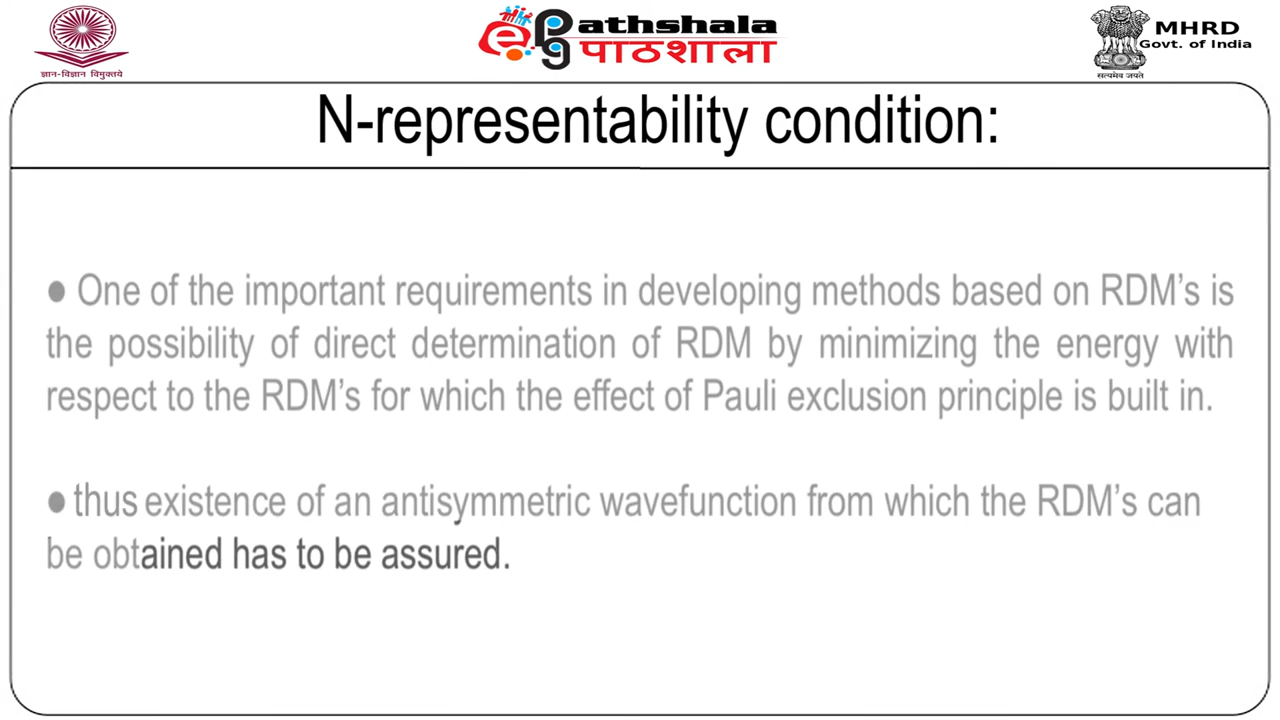 ज्ञान-विज्ञान विमुक्तये
ePG Pathshala
पाठशाला
सत्यमेव जयते
MHRD
Govt. of India
N-representability condition:
● One of the important requirements in developing methods based on RDM's is
the possibility of direct determination of RDM by minimizing the energy with
respect to the RDM's for which the effect of Pauli exclusion principle is built in.
● thus existence of an antisymmetric wavefunction from which the RDM's can
be obtained has to be assured.